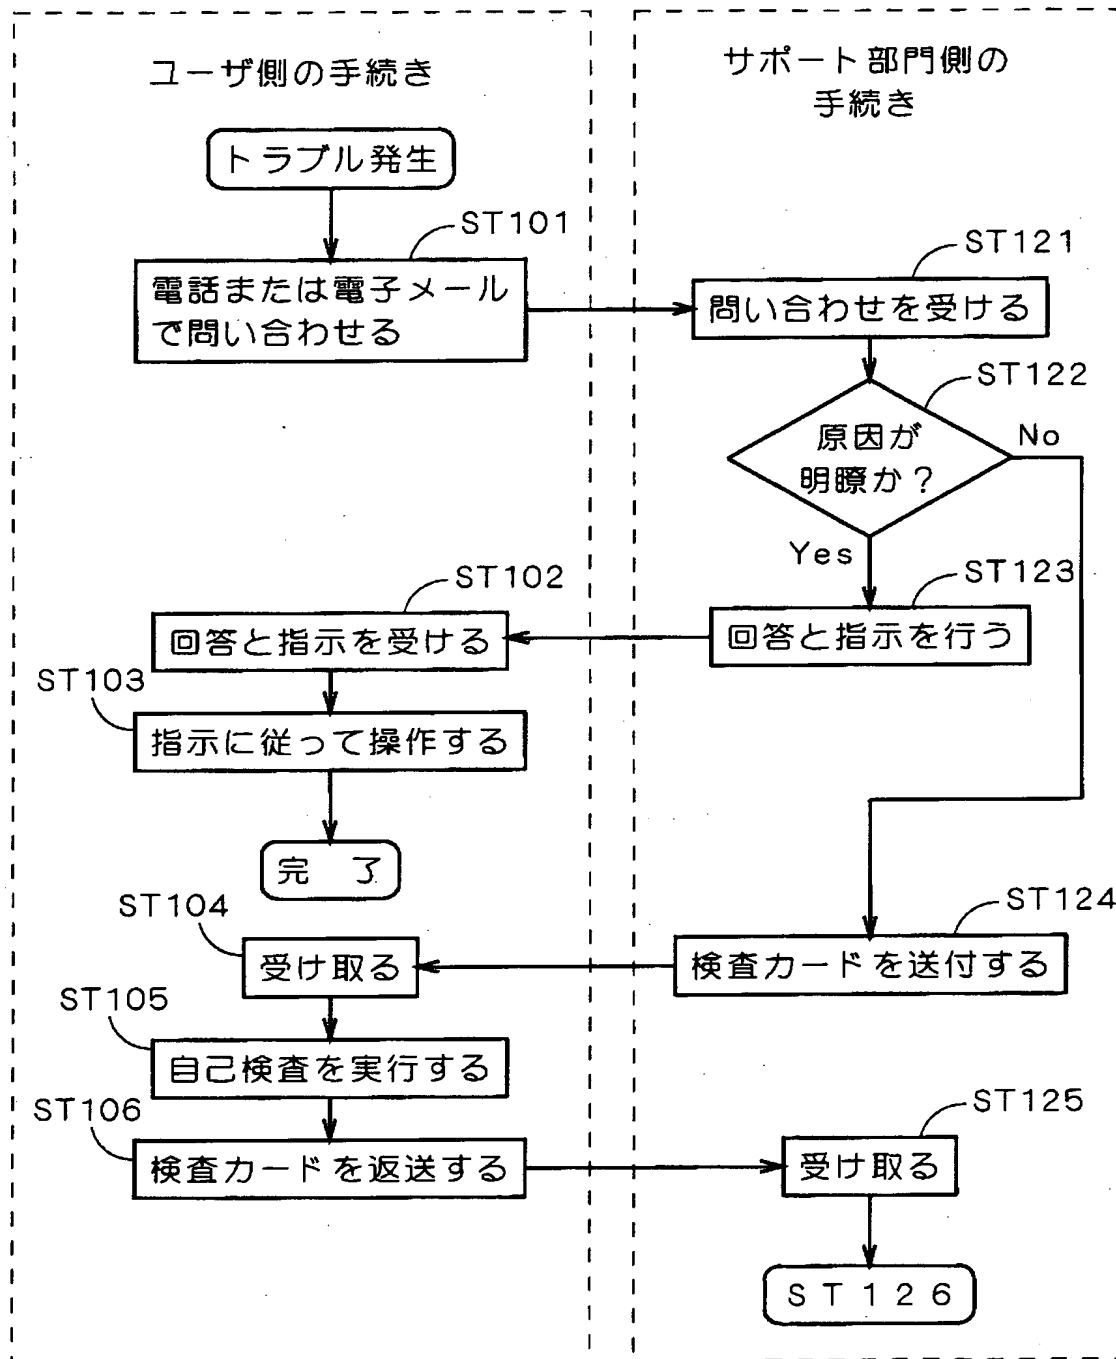 ユーザ側の手続き
サポート部門側の
手続き
トラブル発生
ST101
電話または電子メール
で問い合わせる
ST121
問い合わせを受ける
ST122
原因が
明瞭か？
No
Yes
ST123
回答と指示を行う
ST102
回答と指示を受ける
ST103
指示に従って操作する
完 了
ST124
検査カードを送付する
ST104
受け取る
ST105
自己検査を実行する
ST106
検査カードを返送する
ST125
受け取る
ＳＴ１２６